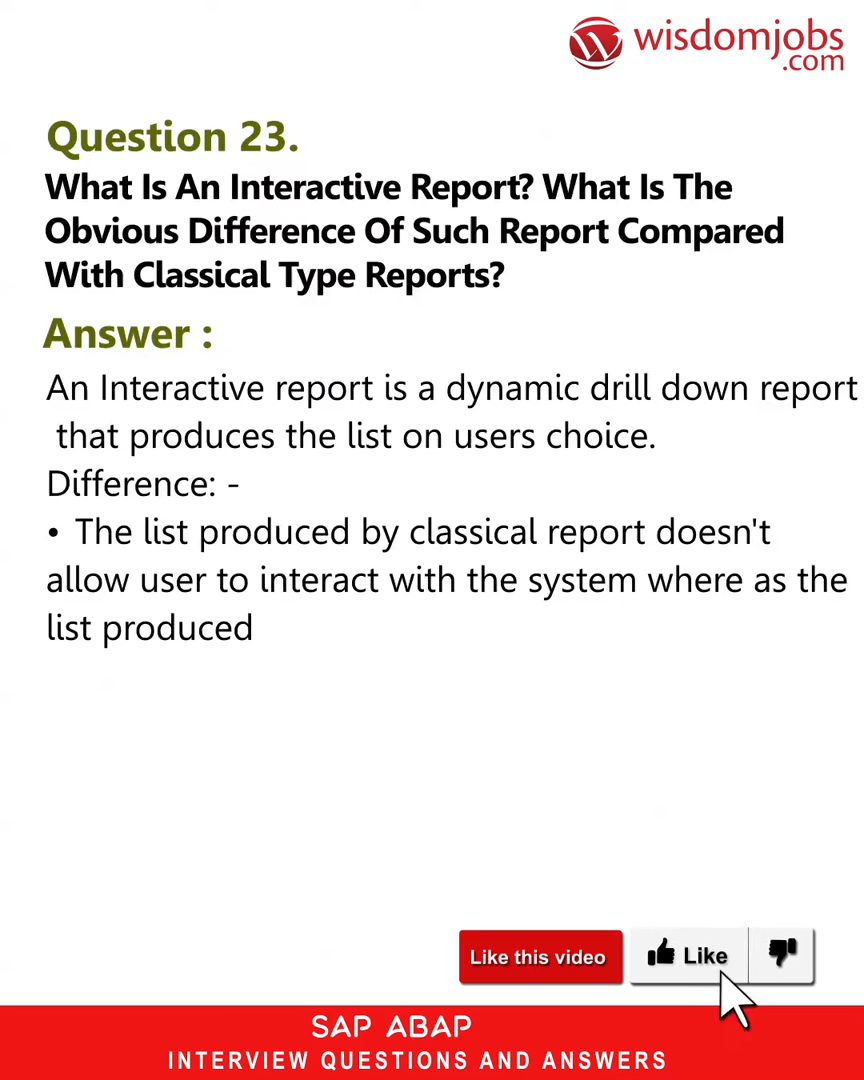 wisdomjobs
.com
Question 23.
What Is An Interactive Report? What Is The
Obvious Difference Of Such Report Compared
With Classical Type Reports?
Answer :
An Interactive report is a dynamic drill down report
that produces the list on users choice.
Difference: -
• The list produced by classical report doesn't
allow user to interact with the system where as the
list produced
Like this video
Like
SAP ABAP
INTERVIEW QUESTIONS AND ANSWERS